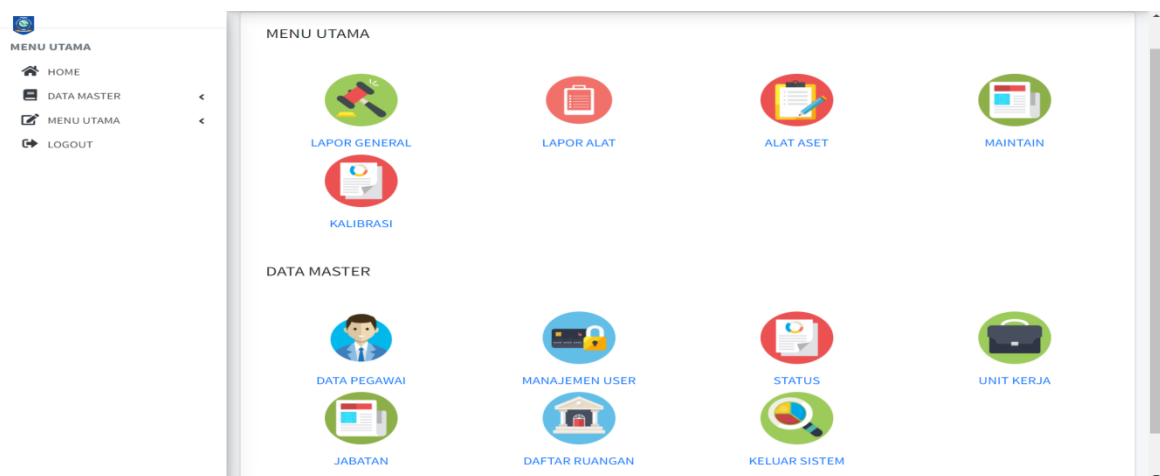 MENU UTAMA
HOME
DATA MASTER
MENU UTAMA
LOGOUT
MENU UTAMA
LAPOR GENERAL
LAPOR ALAT
ALAT ASET
MAINTAIN
KALIBRASI
DATA MASTER
DATA PEGAWAI
MANAJEMEN USER
STATUS
UNIT KERJA
JABATAN
DAFTAR RUANGAN
KELUAR SISTEM